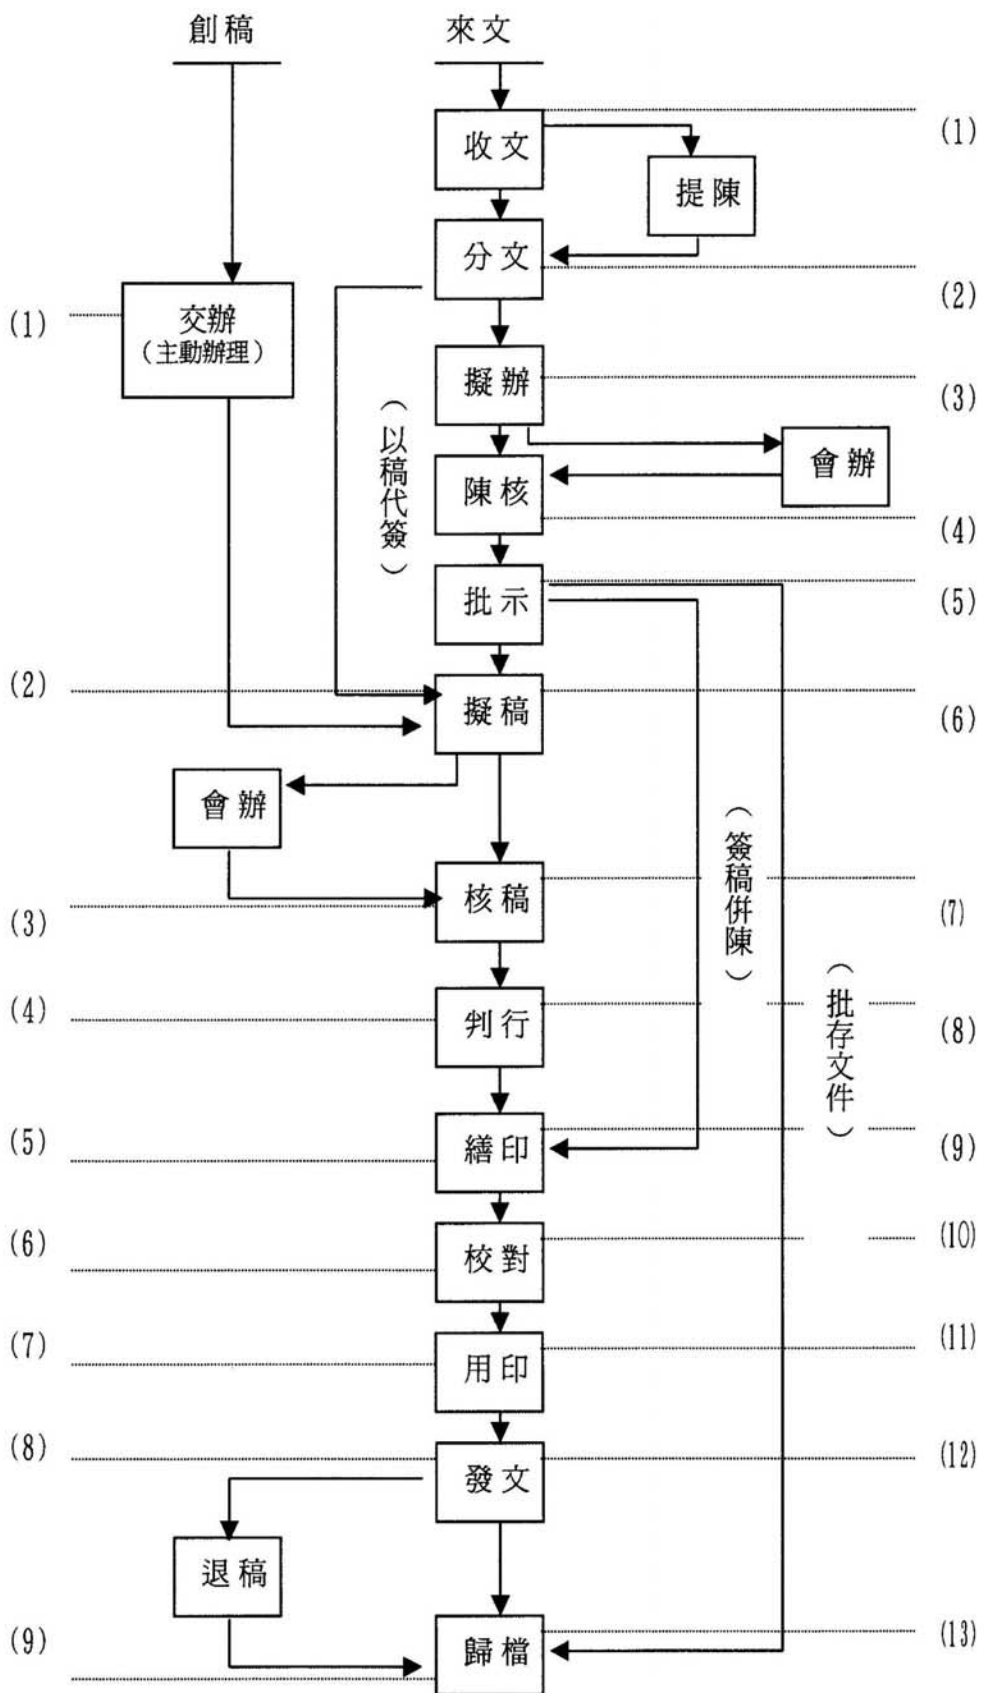 創稿
來文
收文
(1)
提陳
分文
(2)
交辦
(主動辦理)
(1)
擬辦
(3)
(以稿代簽)
會辦
陳核
(4)
批示
(5)
(2)
擬稿
(6)
會辦
(簽稿併陳)
核稿
(7)
(3)
(批存文件)
判行
(8)
(4)
繕印
(9)
(5)
校對
(10)
(6)
用印
(11)
(7)
發文
(12)
(8)
退稿
歸檔
(13)
(9)